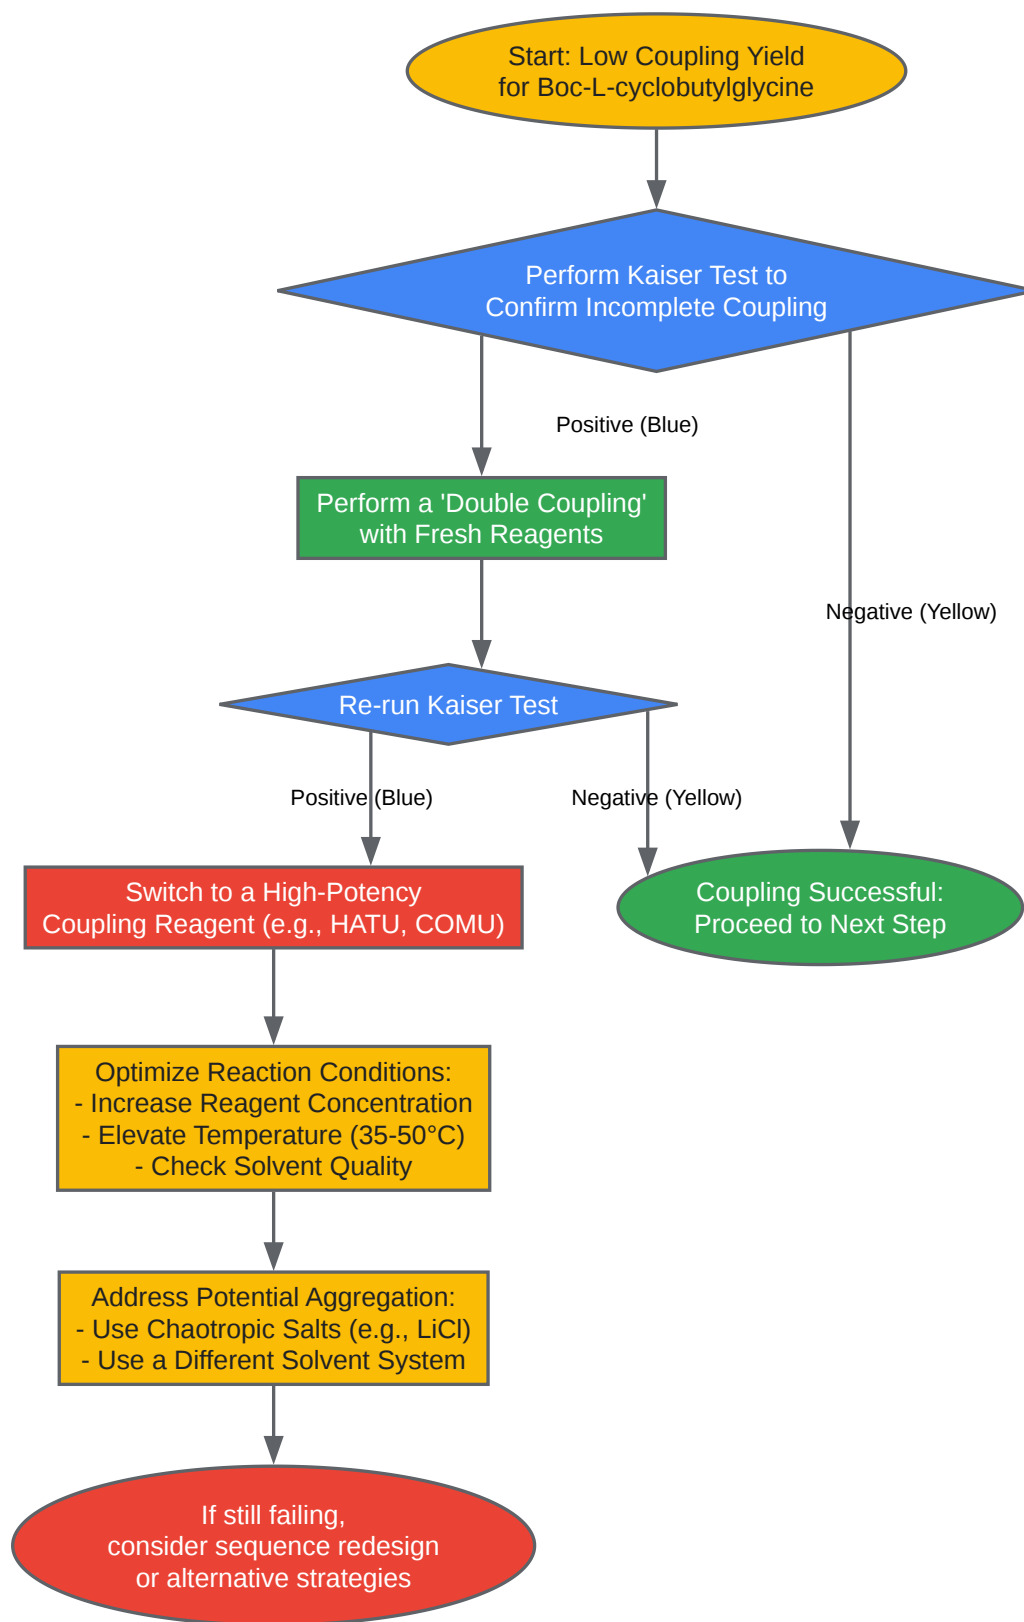 Start: Low Coupling Yield
for Boc-L-cyclobutylglycine
Perform Kaiser Test to
Confirm Incomplete Coupling
Positive (Blue)
Perform a 'Double Coupling'
with Fresh Reagents
Negative (Yellow)
Re-run Kaiser Test
Positive (Blue)
Negative (Yellow)
Switch to a High-Potency
Coupling Reagent (e.g., HATU, COMU)
Coupling Successful:
Proceed to Next Step
Optimize Reaction Conditions:
- Increase Reagent Concentration
- Elevate Temperature (35-50°C)
- Check Solvent Quality
Address Potential Aggregation:
- Use Chaotropic Salts (e.g., LiCl)
- Use a Different Solvent System
If still failing,
consider sequence redesign
or alternative strategies